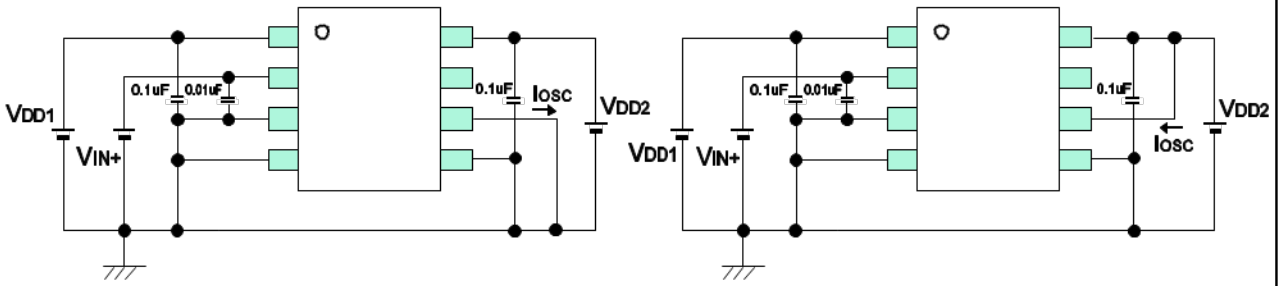 0.1uF 0.01uF 0.1uF IOSC
VDD1 VIN+ VDD2
0.1uF 0.01uF 0.1uF
VDD1 VIN+ IOSC VDD2